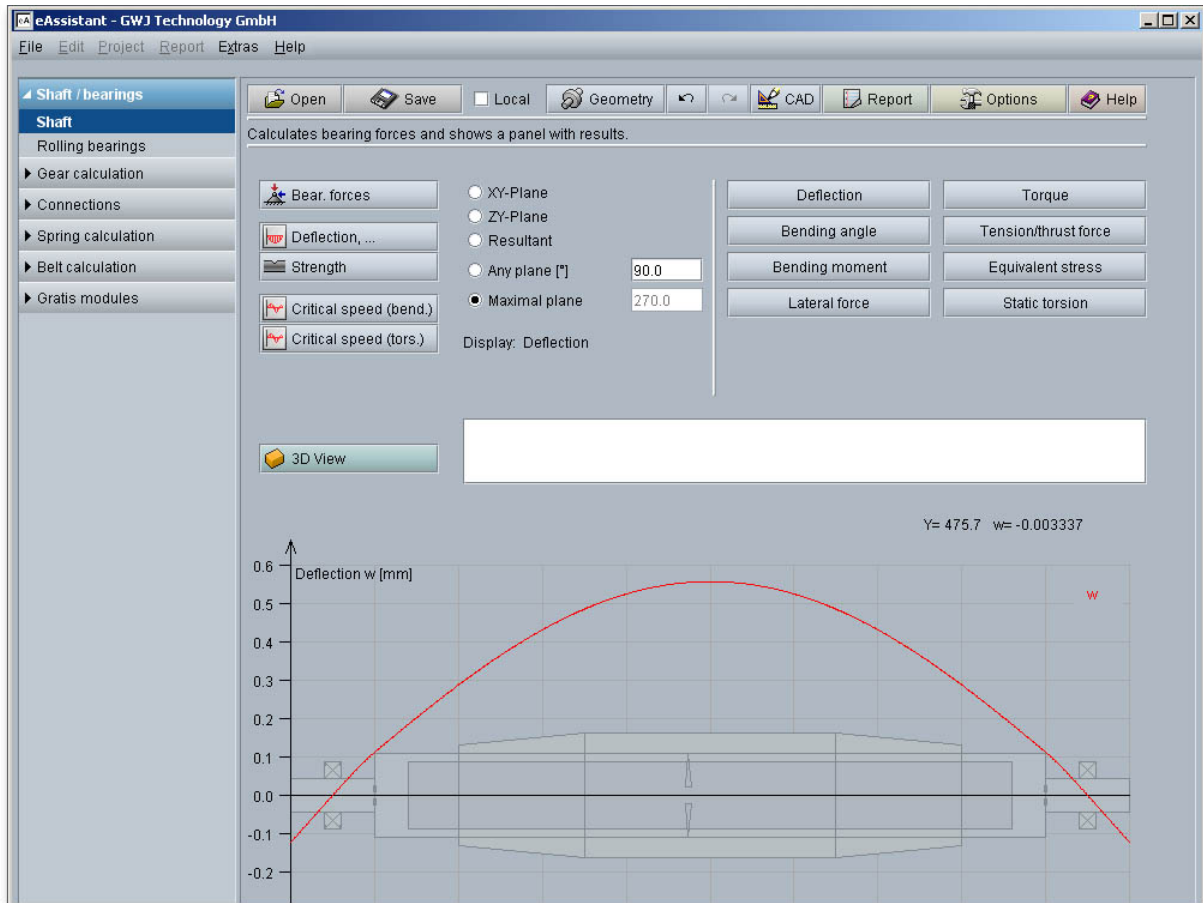 eA eAssistant - GWJ Technology GmbH
File Edit Project Report Extras Help
Shaft / bearings
Shaft
Rolling bearings
Gear calculation
Connections
Spring calculation
Belt calculation
Gratis modules
Open Save Local Geometry CAD Report Options Help
Calculates bearing forces and shows a panel with results.
Bear. forces
Deflection, ...
Strength
Critical speed (bend.)
Critical speed (tors.)
XY-Plane
ZY-Plane
Resultant
Any plane [°] 90.0
Maximal plane 270.0
Display: Deflection
Deflection Torque
Bending angle Tension/thrust force
Bending moment Equivalent stress
Lateral force Static torsion
3D View
Y= 475.7 w= -0.003337
Deflection w [mm]
w
0.6
0.5
0.4
0.3
0.2
0.1
0.0
-0.1
-0.2